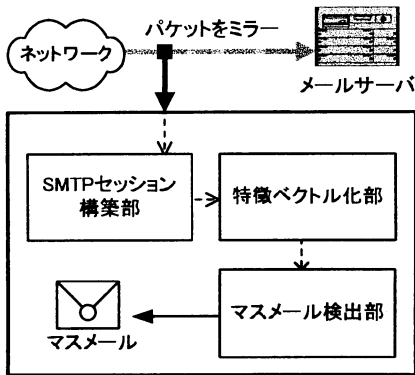 パケットをミラー
ネットワーク
メールサーバ
SMTPセッション
構築部
特徴ベクトル化部
マスメール検出部
マスメール